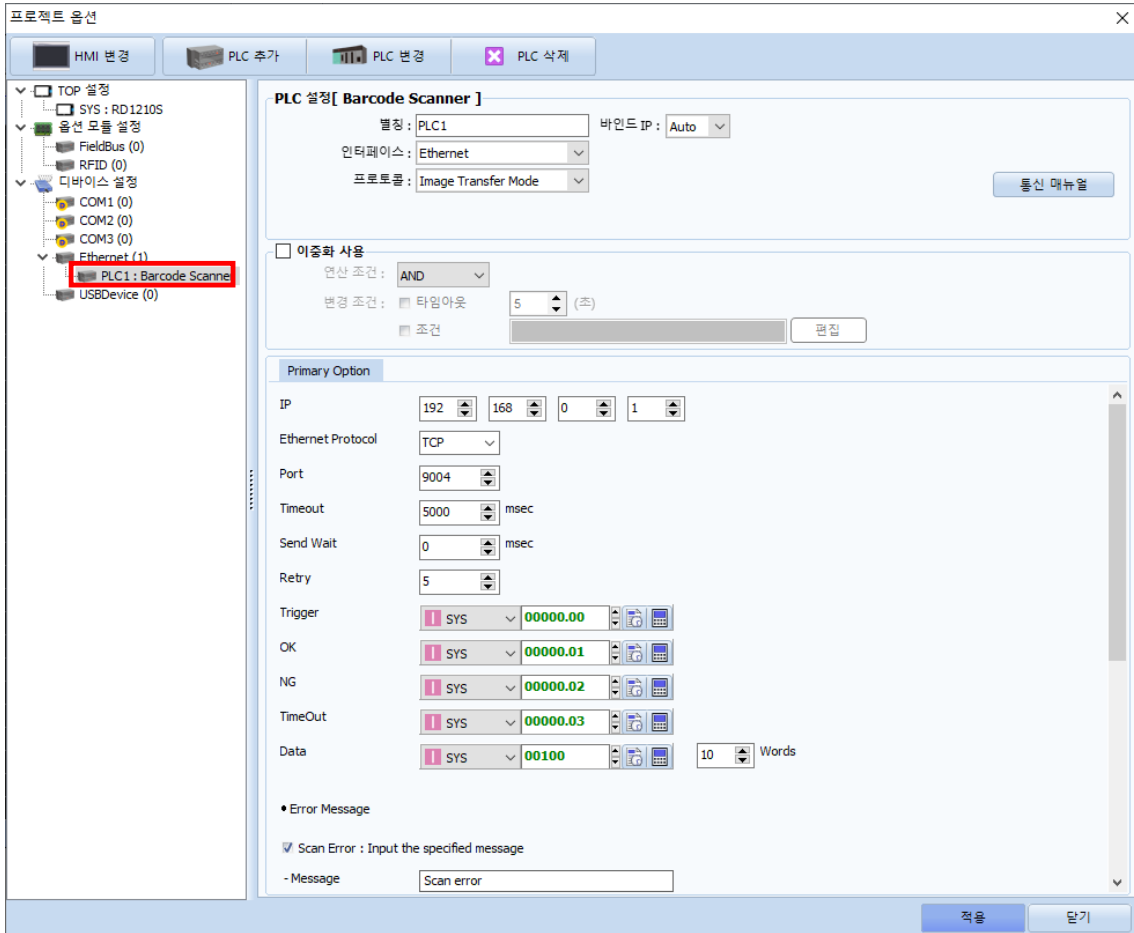 프로젝트 옵션
HMI 변경 PLC 추가 PLC 변경 PLC 삭제
TOP 설정
SYS : RD1210S
옵션 모듈 설정
FieldBus (0)
RFID (0)
디바이스 설정
COM1 (0)
COM2 (0)
COM3 (0)
Ethernet (1)
PLC1 : Barcode Scanner
USBDevice (0)
PLC 설정[ Barcode Scanner ]
별칭 : PLC1 바인드 IP : Auto
인터페이스 : Ethernet
프로토콜 : Image Transfer Mode 통신 매뉴얼
이중화 사용
연산 조건 : AND
변경 조건 : 타임아웃 5 (초)
조건 편집
Primary Option
IP 192 168 0 1
Ethernet Protocol TCP
Port 9004
Timeout 5000 msec
Send Wait 0 msec
Retry 5
Trigger SYS 00000.00
OK SYS 00000.01
NG SYS 00000.02
TimeOut SYS 00000.03
Data SYS 00100 10 Words
• Error Message
Scan Error : Input the specified message
- Message Scan error
적용 닫기